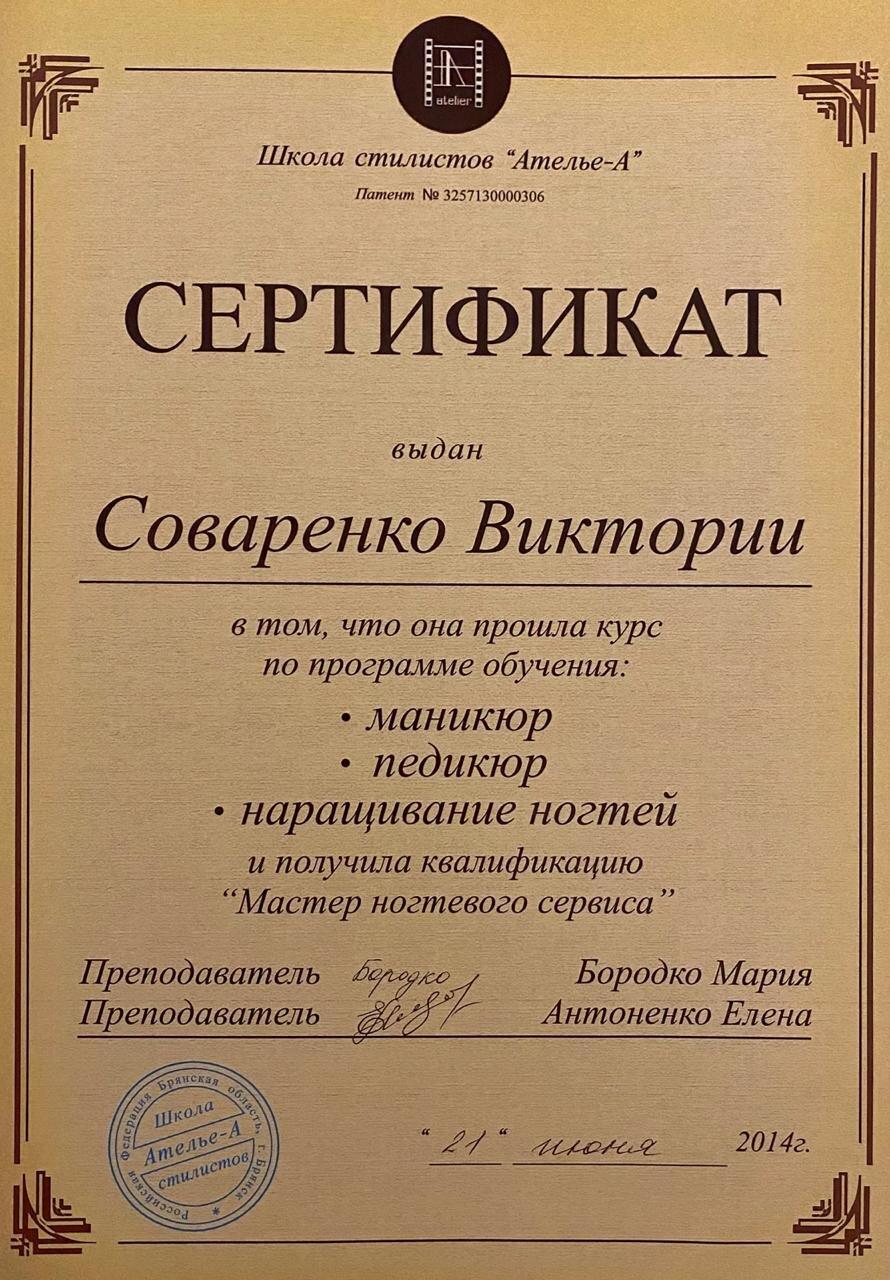 atelier
Школа стилистов “Ателье-А”
Патент № 3257130000306
СЕРТИФИКАТ
выдан
Соваренко Виктории
в том, что она прошла курс
по программе обучения:
• маникюр
• педикюр
• наращивание ногтей
и получила квалификацию
“Мастер ногтевого сервиса”
Преподаватель Бородко Бородко Мария
Преподаватель Антоненко Елена
“ 21 “ июня 2014г.
Российская Федерация Брянская область, г. Брянск *
Школа
Ателье-А
стилистов